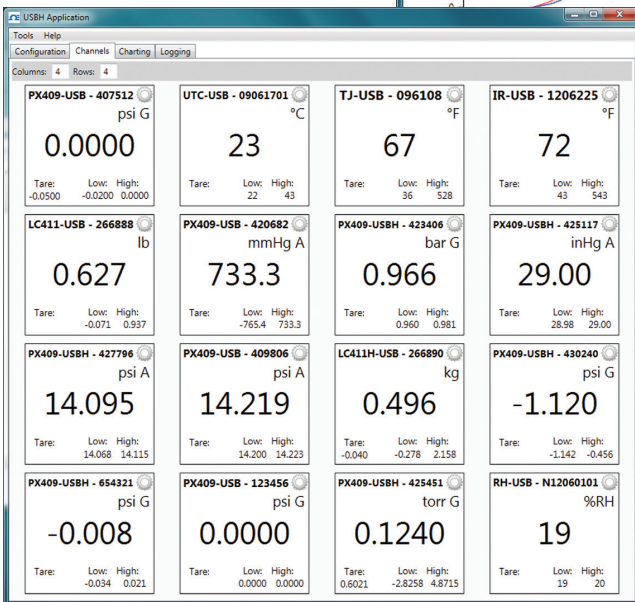 USBH Application
Tools Help
Configuration Channels Charting Logging
Columns: 4 Rows: 4
PX409-USB - 407512
psi G
0.0000
Tare: Low: High:
-0.0500 -0.0200 0.0000
UTC-USB - 09061701
°C
23
Tare: Low: High:
22 43
TJ-USB - 096108
°F
67
Tare: Low: High:
36 528
IR-USB - 1206225
°F
72
Tare: Low: High:
43 543
LC411-USB - 266888
lb
0.627
Tare: Low: High:
-0.071 0.937
PX409-USB - 420682
mmHg A
733.3
Tare: Low: High:
-765.4 733.3
PX409-USBH - 423406
bar G
0.966
Tare: Low: High:
0.960 0.981
PX409-USBH - 425117
inHg A
29.00
Tare: Low: High:
28.98 29.00
PX409-USBH - 427796
psi A
14.095
Tare: Low: High:
14.068 14.115
PX409-USB - 409806
psi A
14.219
Tare: Low: High:
14.200 14.223
LC411H-USB - 266890
kg
0.496
Tare: Low: High:
-0.040 -0.278 2.158
PX409-USBH - 430240
psi G
-1.120
Tare: Low: High:
-1.142 -0.456
PX409-USBH - 654321
psi G
-0.008
Tare: Low: High:
-0.034 0.021
PX409-USB - 123456
psi G
0.0000
Tare: Low: High:
0.0000 0.0000
PX409-USBH - 425451
torr G
0.1240
Tare: Low: High:
0.6021 -2.8258 4.8715
RH-USB - N12060101
%RH
19
Tare: Low: High:
19 20